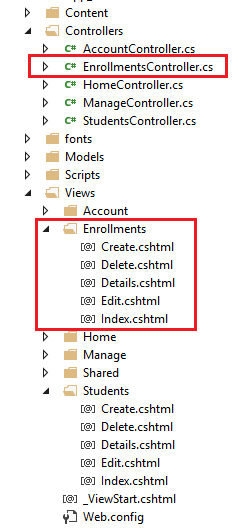 Content
Controllers
C# AccountController.cs
C# EnrollmentsController.cs
C# HomeController.cs
C# ManageController.cs
C# StudentsController.cs
fonts
Models
Scripts
Views
Account
Enrollments
[@] Create.cshtml
[@] Delete.cshtml
[@] Details.cshtml
[@] Edit.cshtml
[@] Index.cshtml
Home
Manage
Shared
Students
[@] Create.cshtml
[@] Delete.cshtml
[@] Details.cshtml
[@] Edit.cshtml
[@] Index.cshtml
[@] _ViewStart.cshtml
Web.config